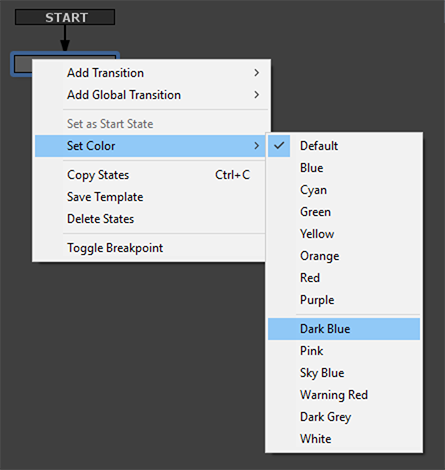 START
Add Transition
Add Global Transition
Set as Start State
Set Color
Copy States Ctrl+C
Save Template
Delete States
Toggle Breakpoint
Default
Blue
Cyan
Green
Yellow
Orange
Red
Purple
Dark Blue
Pink
Sky Blue
Warning Red
Dark Grey
White